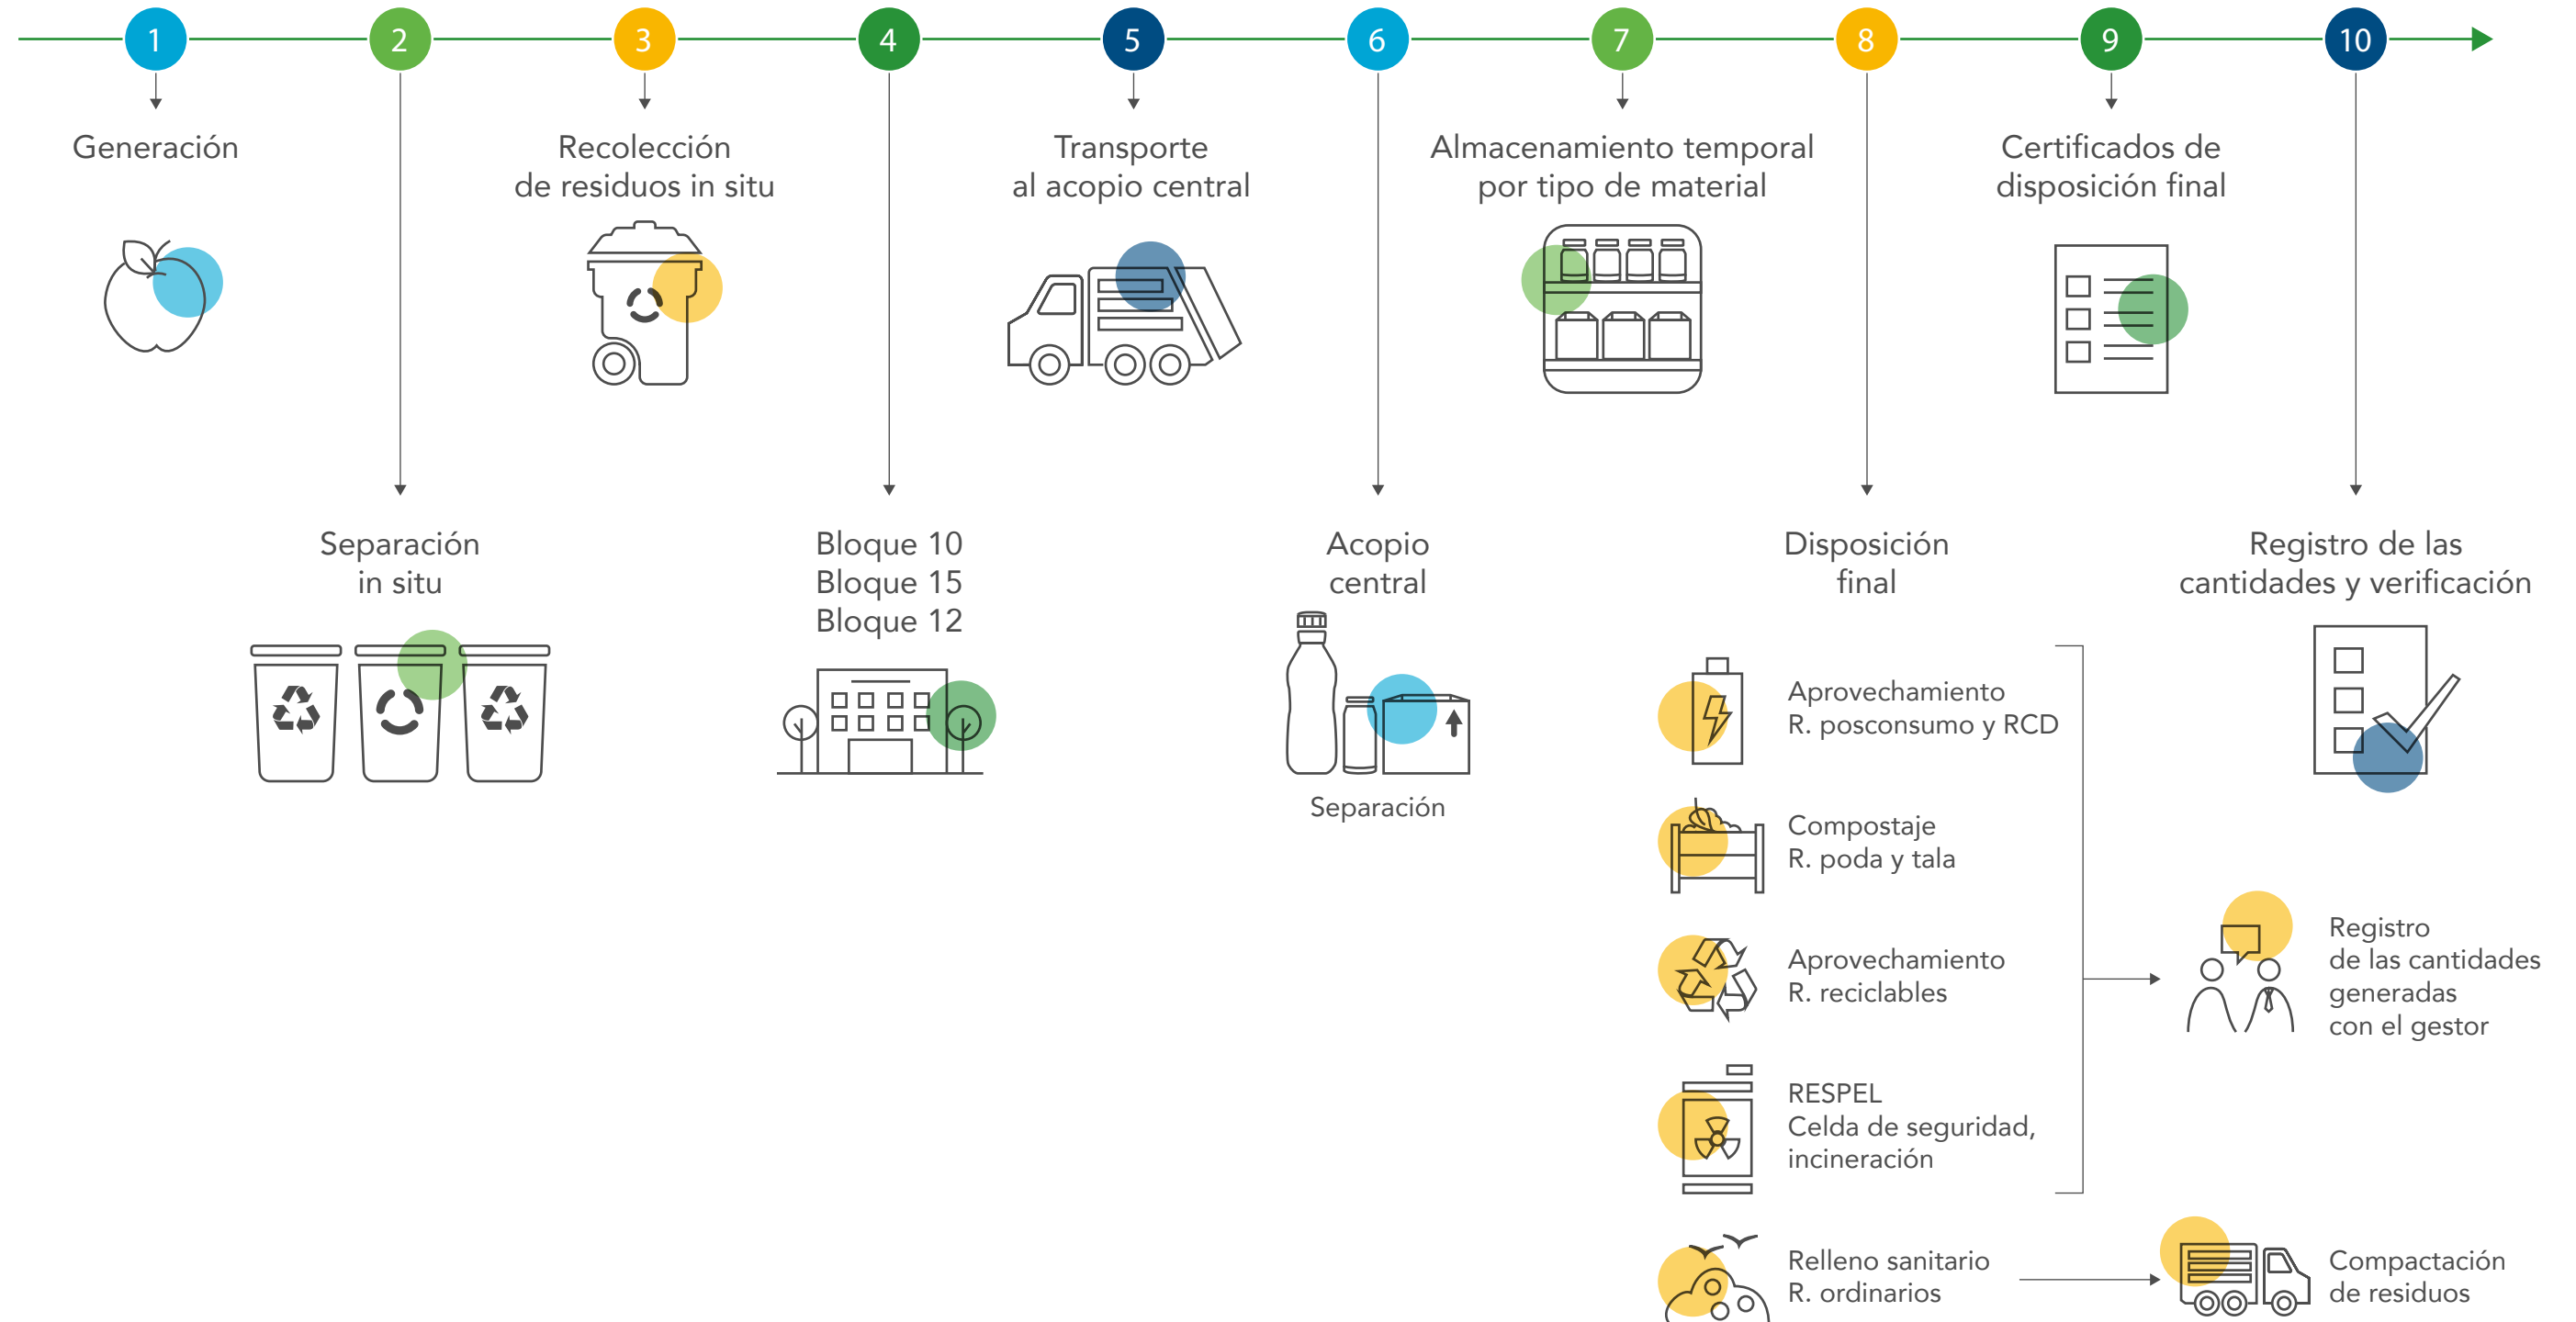 1
2
3
4
5
6
7
8
9
10
Generación
Recolección
de residuos in situ
Transporte
al acopio central
Almacenamiento temporal
por tipo de material
Certificados de
disposición final
Separación
in situ
Bloque 10
Bloque 15
Bloque 12
Acopio
central
Separación
Disposición
final
Registro de las
cantidades y verificación
Aprovechamiento
R. posconsumo y RCD
Compostaje
R. poda y tala
Aprovechamiento
R. reciclables
RESPEL
Celda de seguridad,
incineración
Relleno sanitario
R. ordinarios
Registro
de las cantidades
generadas
con el gestor
Compactación
de residuos